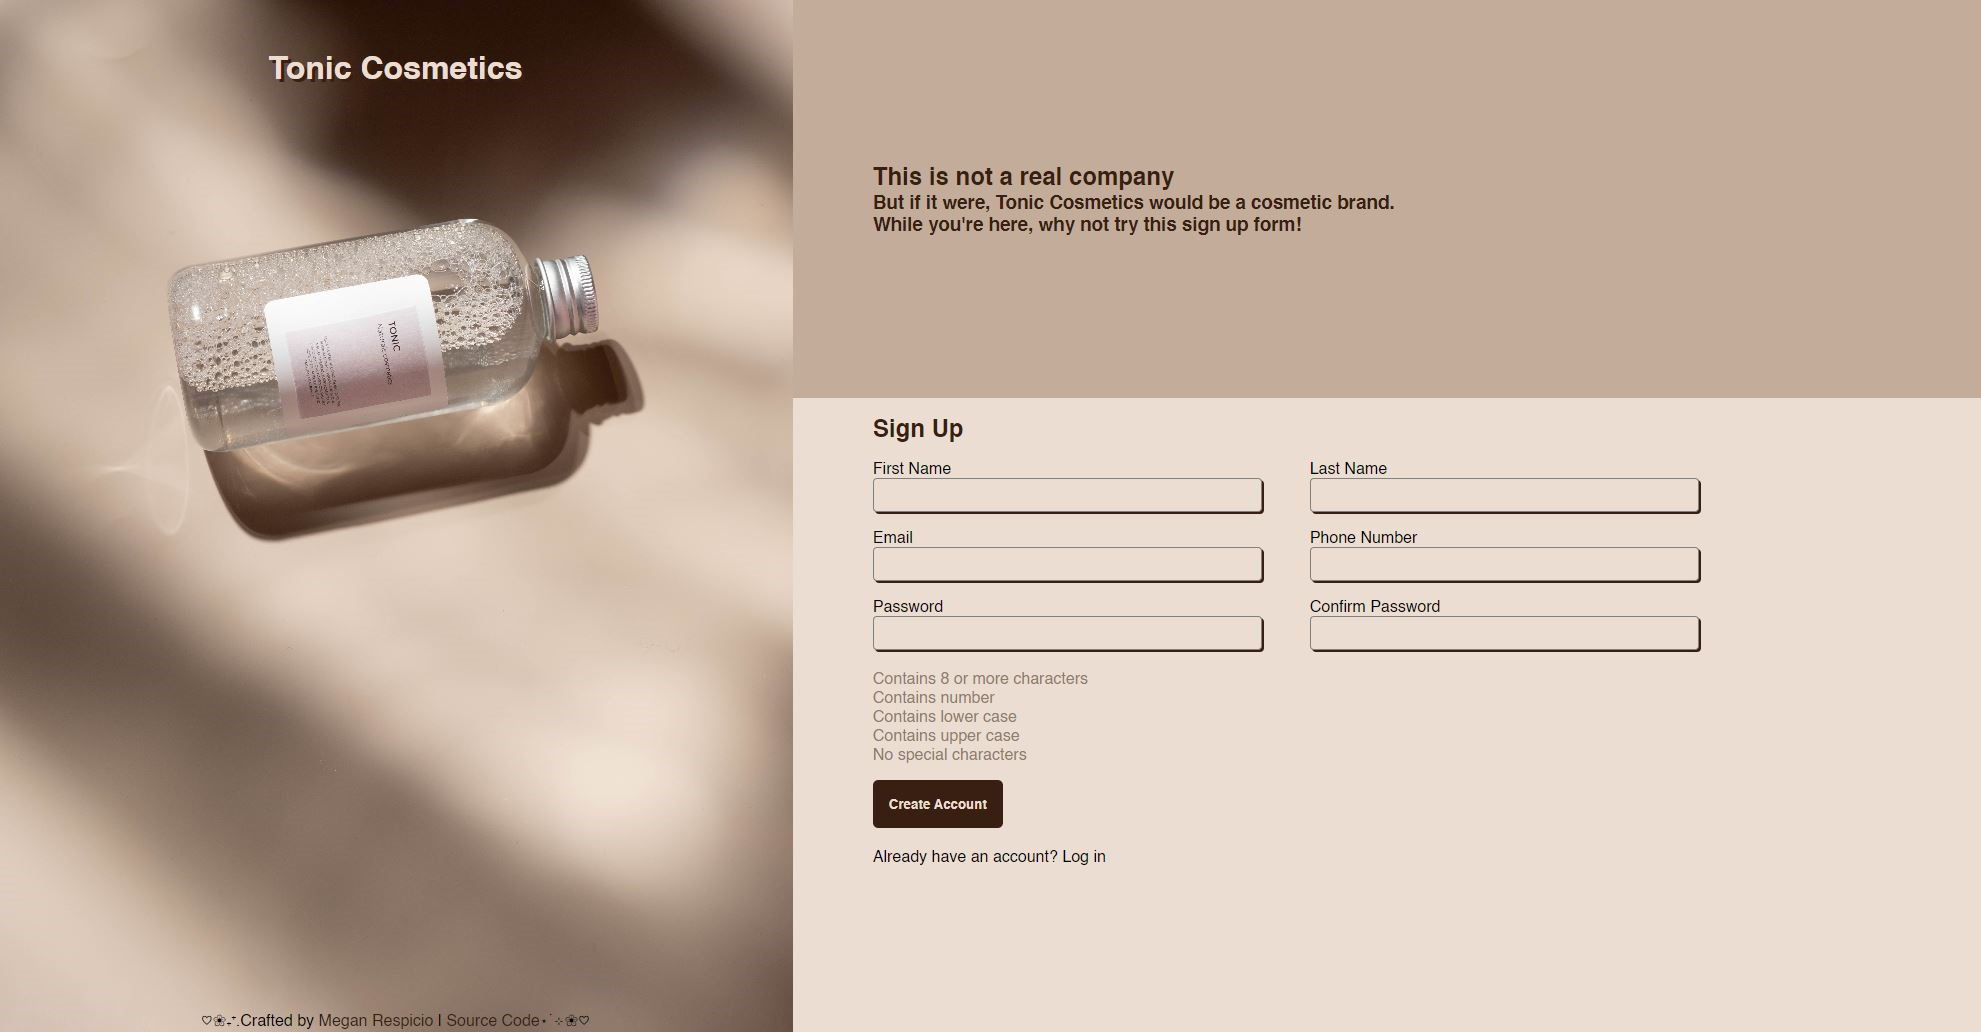 Tonic Cosmetics
TONIC
This is not a real company
But if it were, Tonic Cosmetics would be a cosmetic brand.
While you're here, why not try this sign up form!
Sign Up
First Name
Last Name
Email
Phone Number
Password
Confirm Password
Contains 8 or more characters
Contains number
Contains lower case
Contains upper case
No special characters
Create Account
Already have an account? Log in
♡❀₊⁺.Crafted by Megan Respicio | Source Code⋆˙⊹❀♡